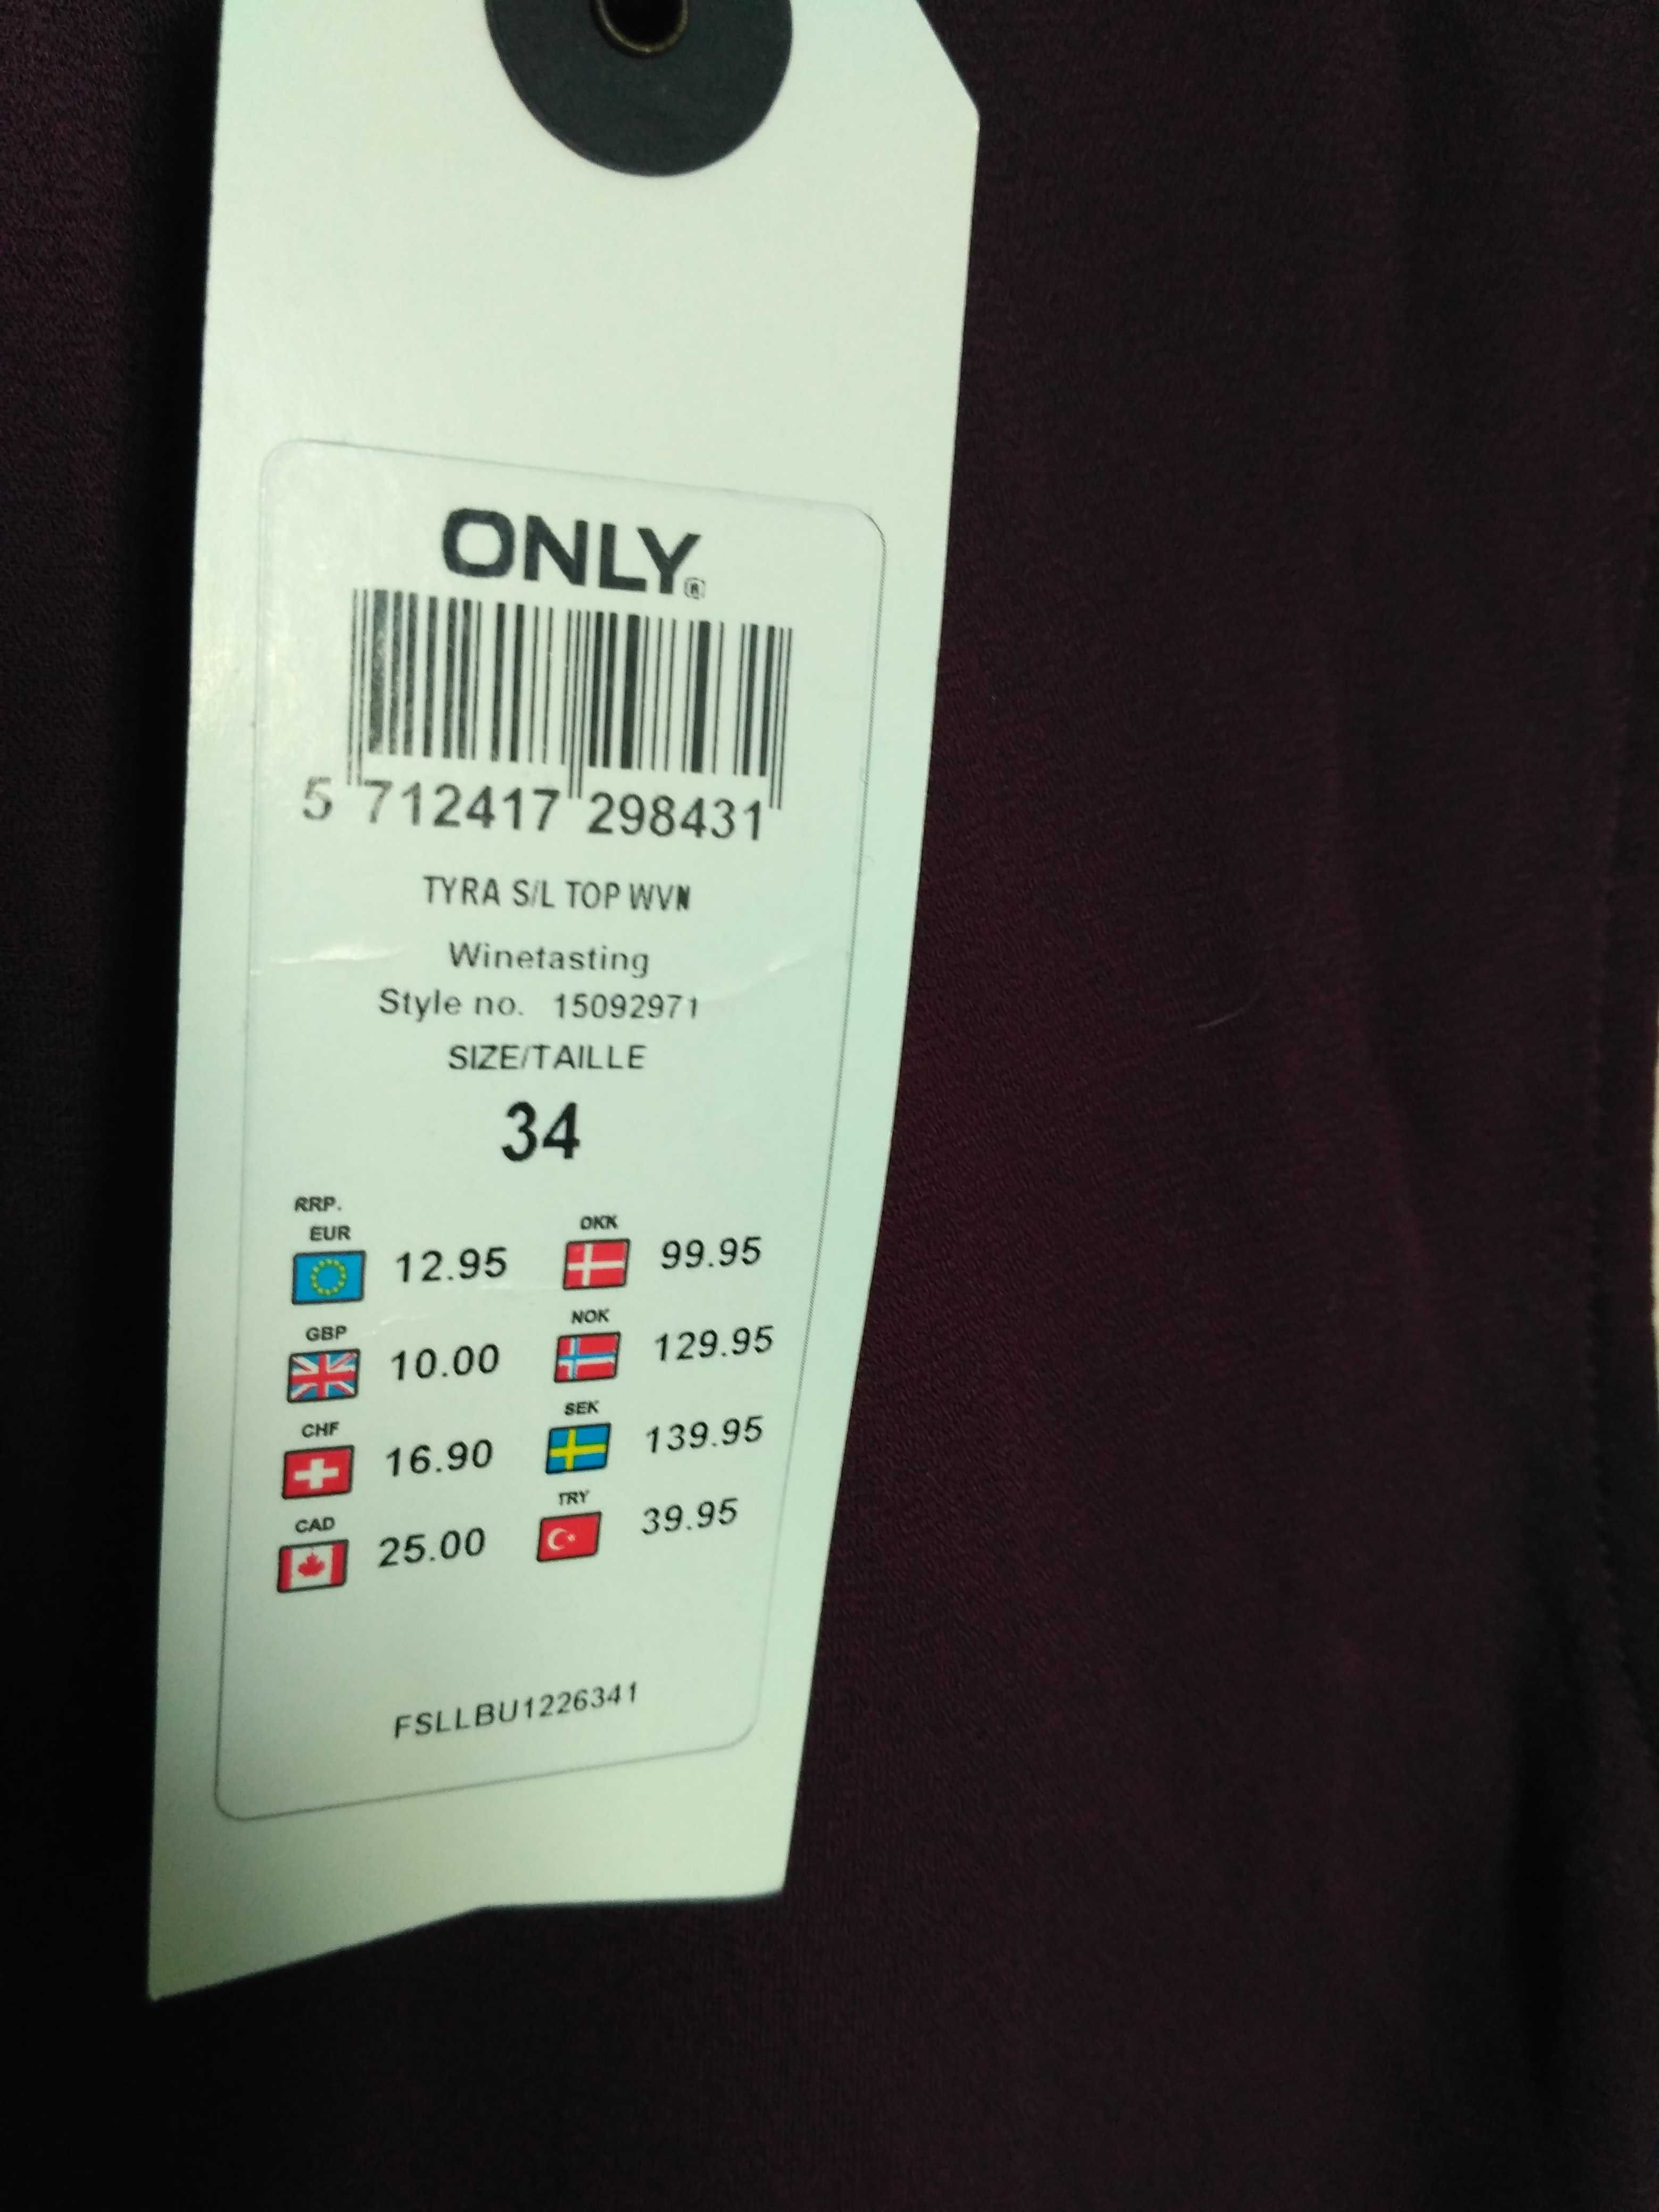 ONLY®
5 712417 298431
TYRA S/L TOP WVN
Winetasting
Style no. 15092971
SIZE/TAILLE
34
RRP.
EUR 12.95 DKK 99.95
GBP 10.00 NOK 129.95
CHF 16.90 SEK 139.95
CAD 25.00 TRY 39.95
FSLLBU1226341